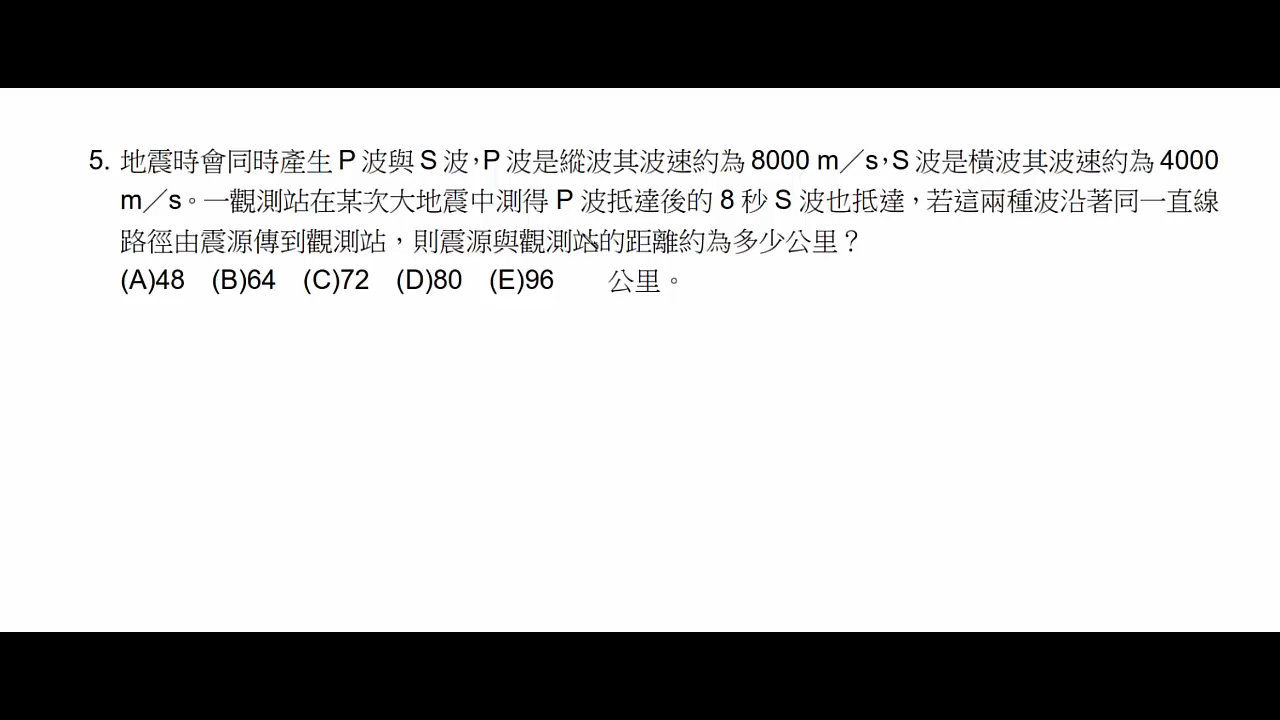 5. 地震時會同時產生 P 波與 S 波,P 波是縱波其波速約為 8000 m/s,S 波是橫波其波速約為 4000
m/s。一觀測站在某次大地震中測得 P 波抵達後的 8 秒 S 波也抵達,若這兩種波沿著同一直線
路徑由震源傳到觀測站,則震源與觀測站的距離約為多少公里?
(A)48 (B)64 (C)72 (D)80 (E)96 公里。